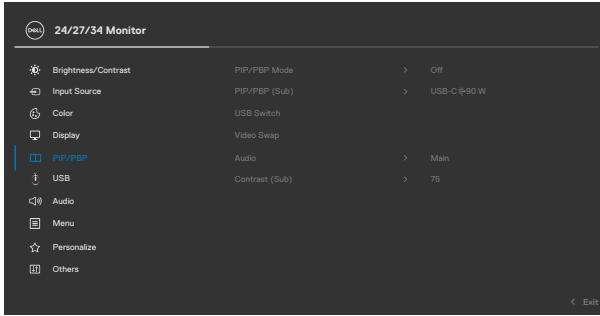 DELL 24/27/34 Monitor
Brightness/Contrast PIP/PBP Mode > Off
Input Source PIP/PBP (Sub) > USB-C 90 W
Color USB Switch
Display Video Swap
PIP/PBP Audio > Main
USB Contrast (Sub) > 75
Audio
Menu
Personalize
Others
< Exit